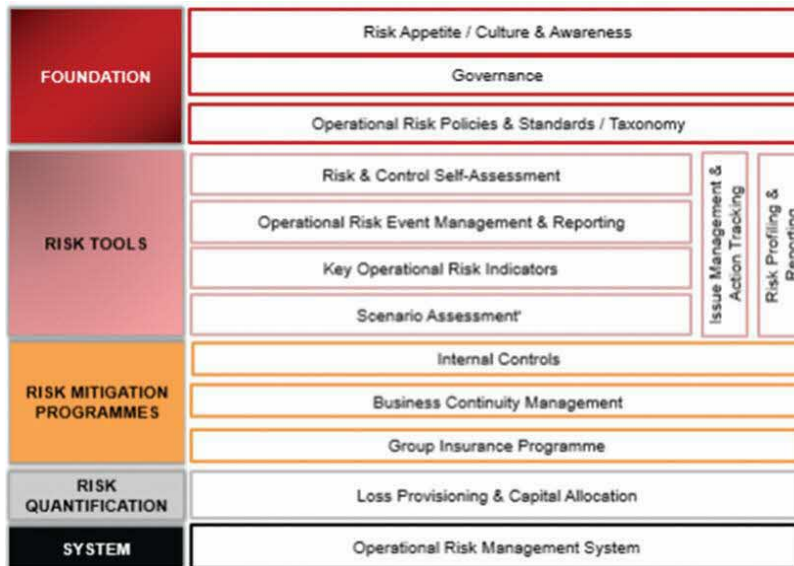 FOUNDATION
Risk Appetite / Culture & Awareness
Governance
Operational Risk Policies & Standards / Taxonomy
RISK TOOLS
Risk & Control Self-Assessment
Operational Risk Event Management & Reporting
Key Operational Risk Indicators
Scenario Assessment'
Issue Management &
Action Tracking
Risk Profiling &
Reporting
RISK MITIGATION
PROGRAMMES
Internal Controls
Business Continuity Management
Group Insurance Programme
RISK
QUANTIFICATION
Loss Provisioning & Capital Allocation
SYSTEM
Operational Risk Management System